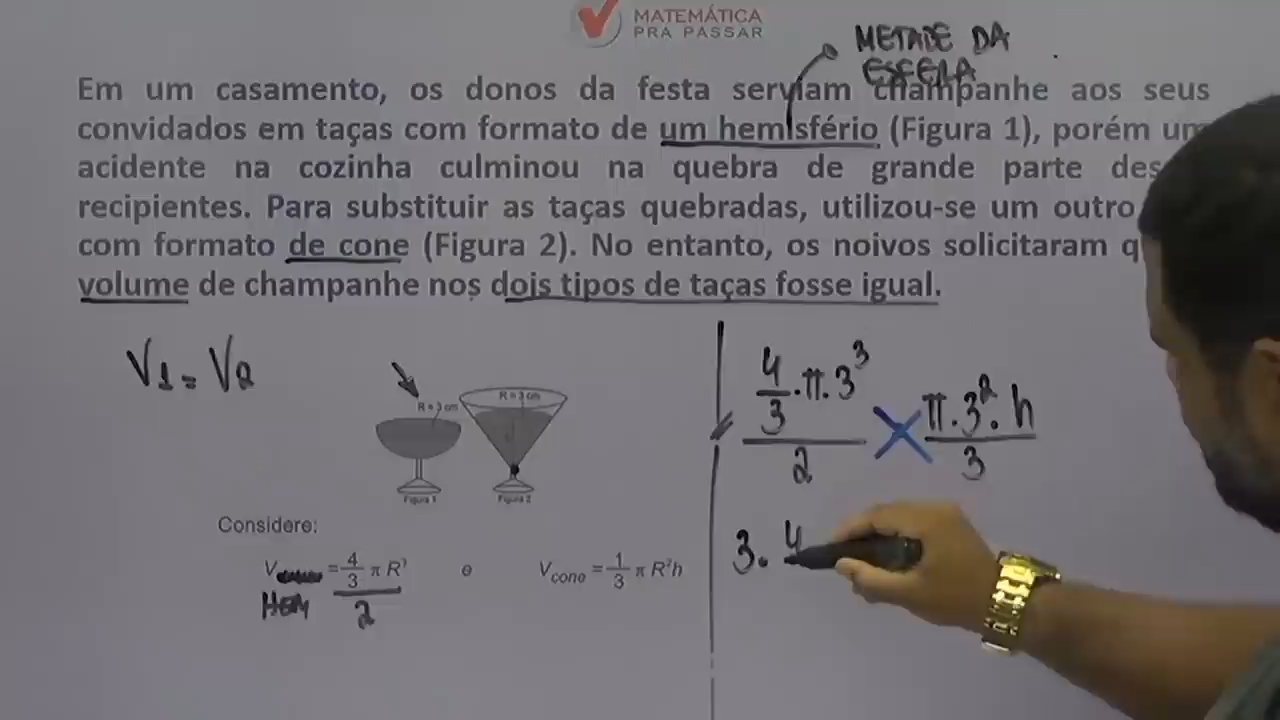 MATEMÁTICA
PRA PASSAR
METADE DA
ESFERA
Em um casamento, os donos da festa serviam champanhe aos seus
convidados em taças com formato de um hemisfério (Figura 1), porém um
acidente na cozinha culminou na quebra de grande parte
recipientes. Para substituir as taças quebradas, utilizou-se um outro
com formato de cone (Figura 2). No entanto, os noivos solicitaram
volume de champanhe nos dois tipos de taças fosse igual.
V1 = V2
R = 3 cm
R = 3 cm
Figura 1
Figura 2
4/3 · π · 3³ / 2
π · 3² · h / 3
3 · 4
Considere:
V HEM = 4/3 π R³ / 2 e V cone = 1/3 π R²h